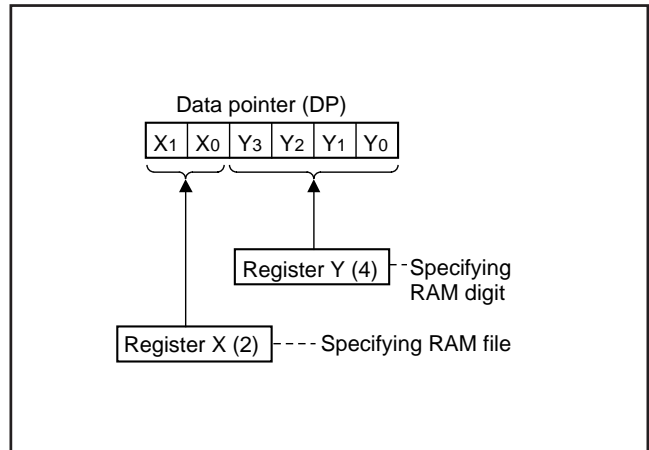 Data pointer (DP)
X1 X0 Y3 Y2 Y1 Y0
Register Y (4)
Specifying
RAM digit
Register X (2)
Specifying RAM file